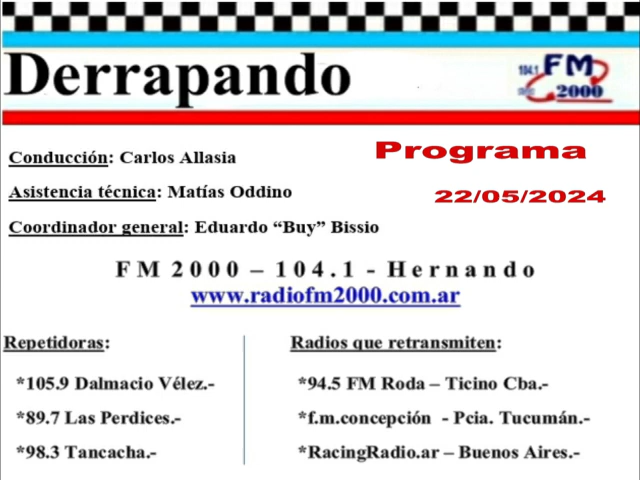 Derrapando
104.1 FM
2000
Conducción: Carlos Allasia
Programa
Asistencia técnica: Matías Oddino
22/05/2024
Coordinador general: Eduardo “Buy” Bissio
FM 2000 – 104.1 - Hernando
www.radiofm2000.com.ar
Repetidoras:
*105.9 Dalmacio Vélez.-
*89.7 Las Perdices.-
*98.3 Tancacha.-
Radios que retransmiten:
*94.5 FM Roda – Ticino Cba.-
*f.m.concepción - Pcia. Tucumán.-
*RacingRadio.ar – Buenos Aires.-